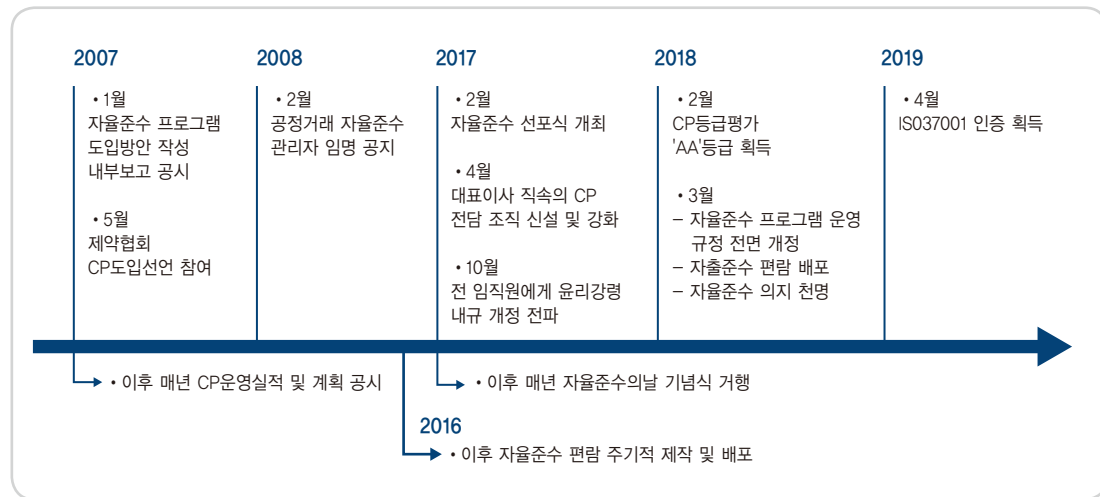 2007
• 1월
자율준수 프로그램
도입방안 작성
내부보고 공시
• 5월
제약협회
CP도입선언 참여
2008
• 2월
공정거래 자율준수
관리자 임명 공지
2017
• 2월
자율준수 선포식 개최
• 4월
대표이사 직속의 CP
전담 조직 신설 및 강화
• 10월
전 임직원에게 윤리강령
내규 개정 전파
2018
• 2월
CP등급평가
'AA'등급 획득
• 3월
– 자율준수 프로그램 운영
규정 전면 개정
– 자출준수 편람 배포
– 자율준수 의지 천명
2019
• 4월
IS037001 인증 획득
• 이후 매년 CP운영실적 및 계획 공시
• 이후 매년 자율준수의날 기념식 거행
2016
• 이후 자율준수 편람 주기적 제작 및 배포